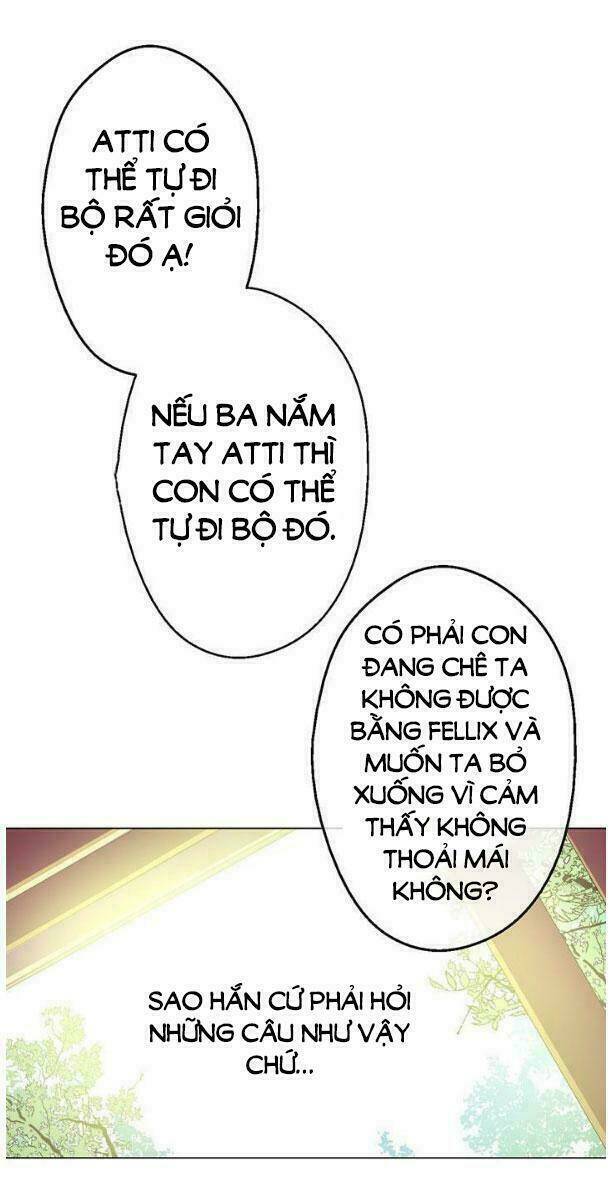 ATTI CÓ
THỂ TỰ ĐI
BỘ RẤT GIỎI
ĐÓ Ạ!
NẾU BA NẮM
TAY ATTI THÌ
CON CÓ THỂ
TỰ ĐI BỘ ĐÓ.
CÓ PHẢI CON
ĐANG CHÊ TA
KHÔNG ĐƯỢC
BẰNG FELLIX VÀ
MUỐN TA BỎ
XUỐNG VÌ CẢM
THẤY KHÔNG
THOẢI MÁI
KHÔNG?
SAO HẮN CỨ PHẢI HỎI
NHỮNG CÂU NHƯ VẬY
CHỨ...